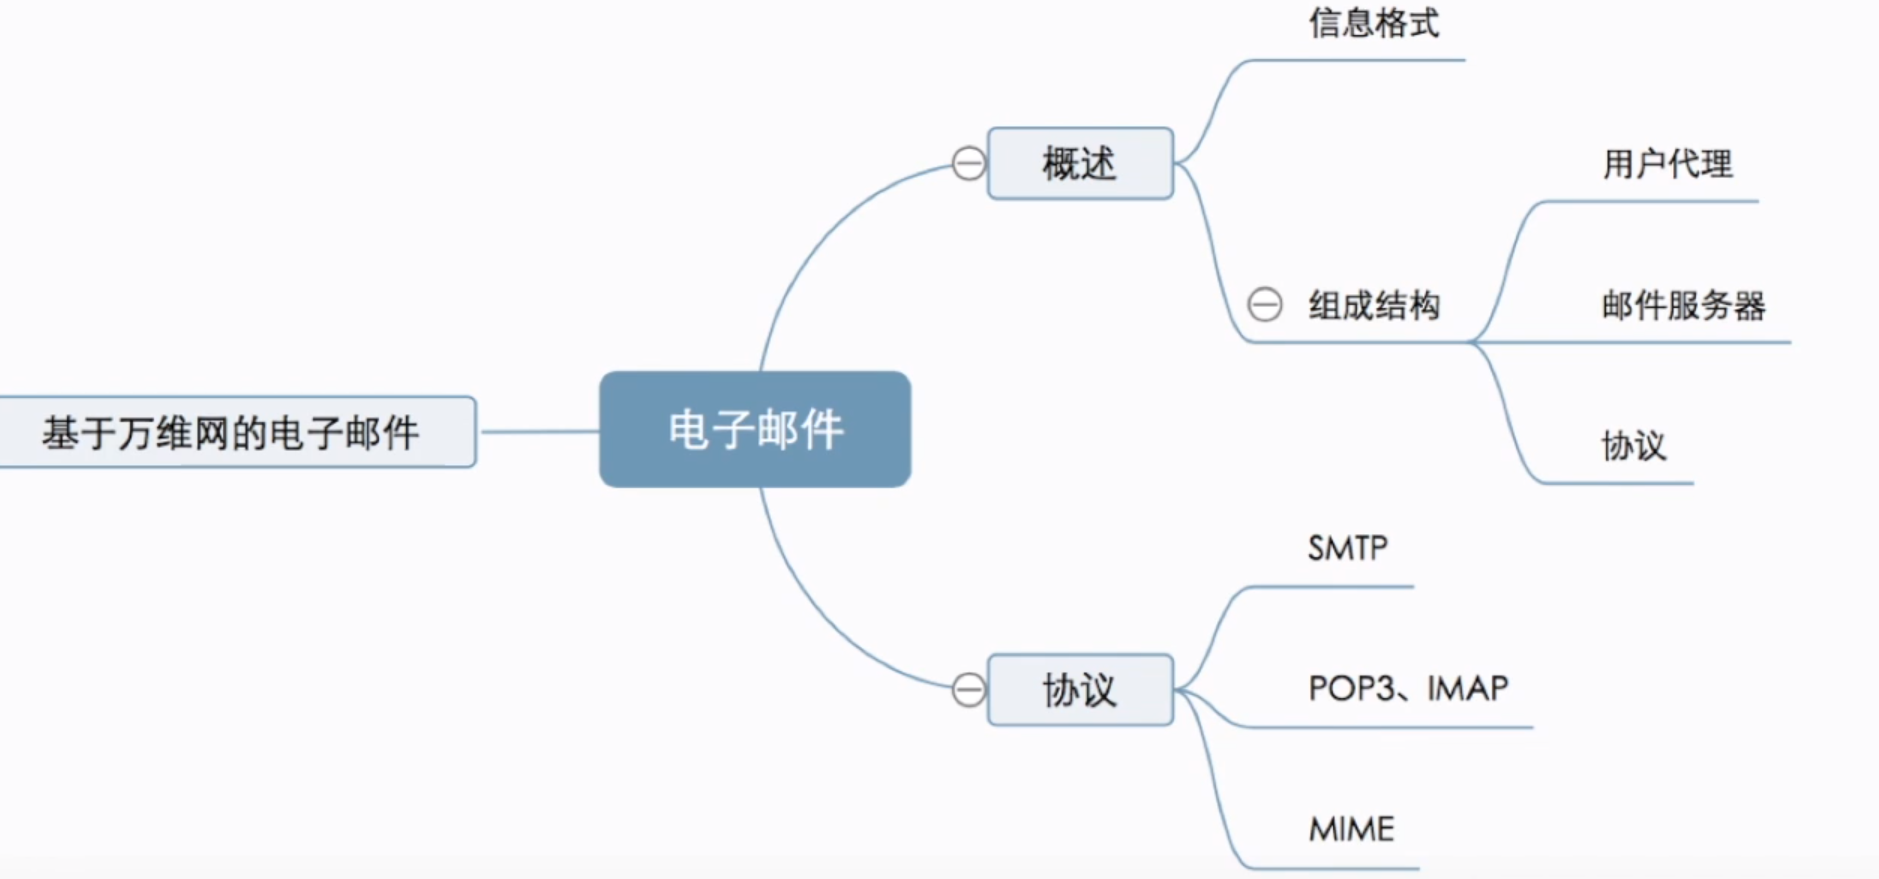 信息格式
概述
用户代理
组成结构
邮件服务器
基于万维网的电子邮件
电子邮件
协议
SMTP
协议
POP3、IMAP
MIME